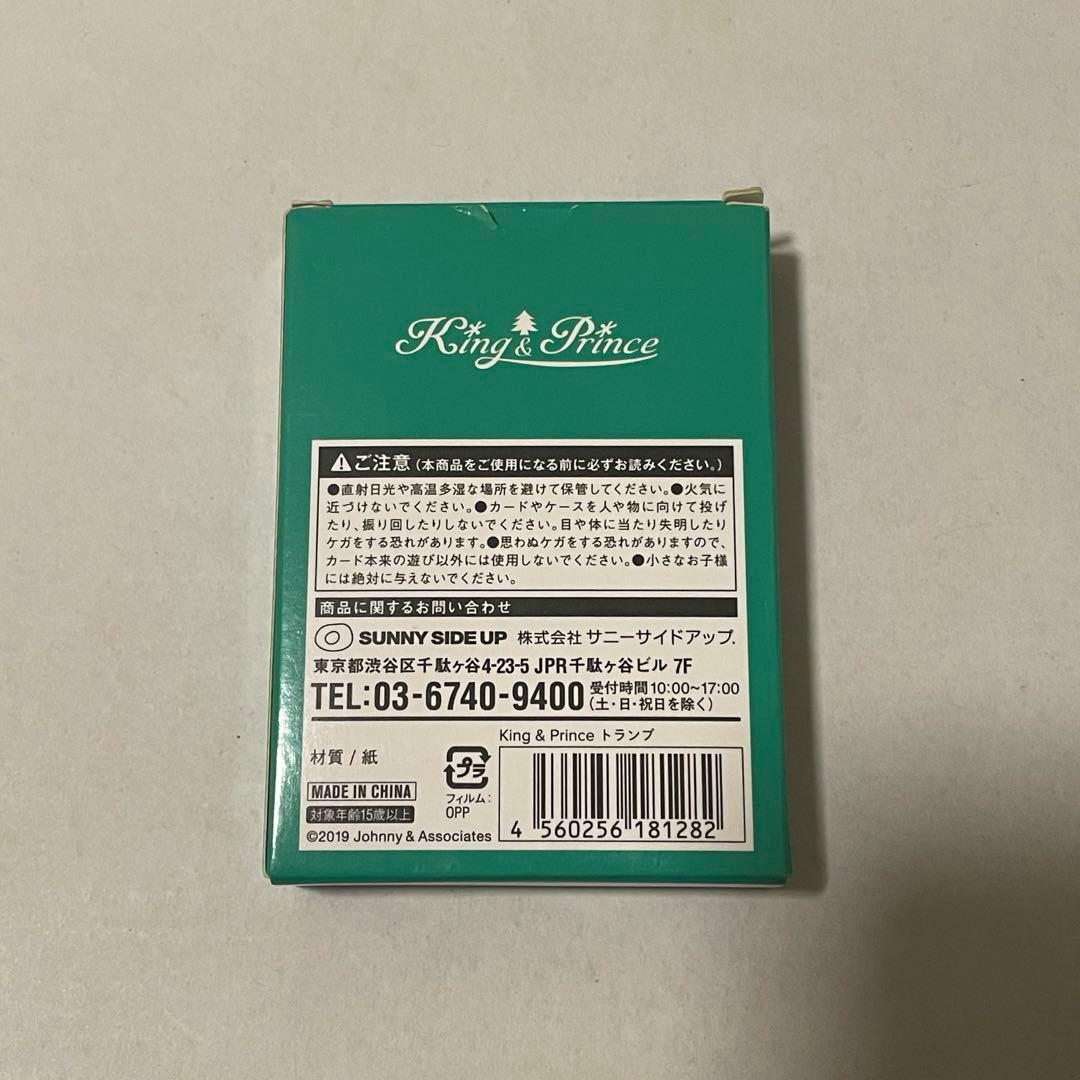 King & Prince
ご注意（本商品をご使用になる前に必ずお読みください。）
●直射日光や高温多湿な場所を避けて保管してください。●火気に
近づけないでください。●カードやケースを人や物に向けて投げ
たり、振り回したりしないでください。目や体に当たり失明したり
ケガをする恐れがあります。●思わぬケガをする恐れがありますので、
カード本来の遊び以外には使用しないでください。●小さなお子様
には絶対に与えないでください。
商品に関するお問い合わせ
SUNNY SIDE UP 株式会社 サニーサイドアップ.
東京都渋谷区千駄ヶ谷4-23-5 JPR千駄ヶ谷ビル 7F
TEL:03-6740-9400 受付時間10:00~17:00
（土・日・祝日を除く）
King & Prince トランプ
材質 / 紙
プラ
フィルム:
OPP
MADE IN CHINA
対象年齢15歳以上
©2019 Johnny & Associates
4 560256 181282